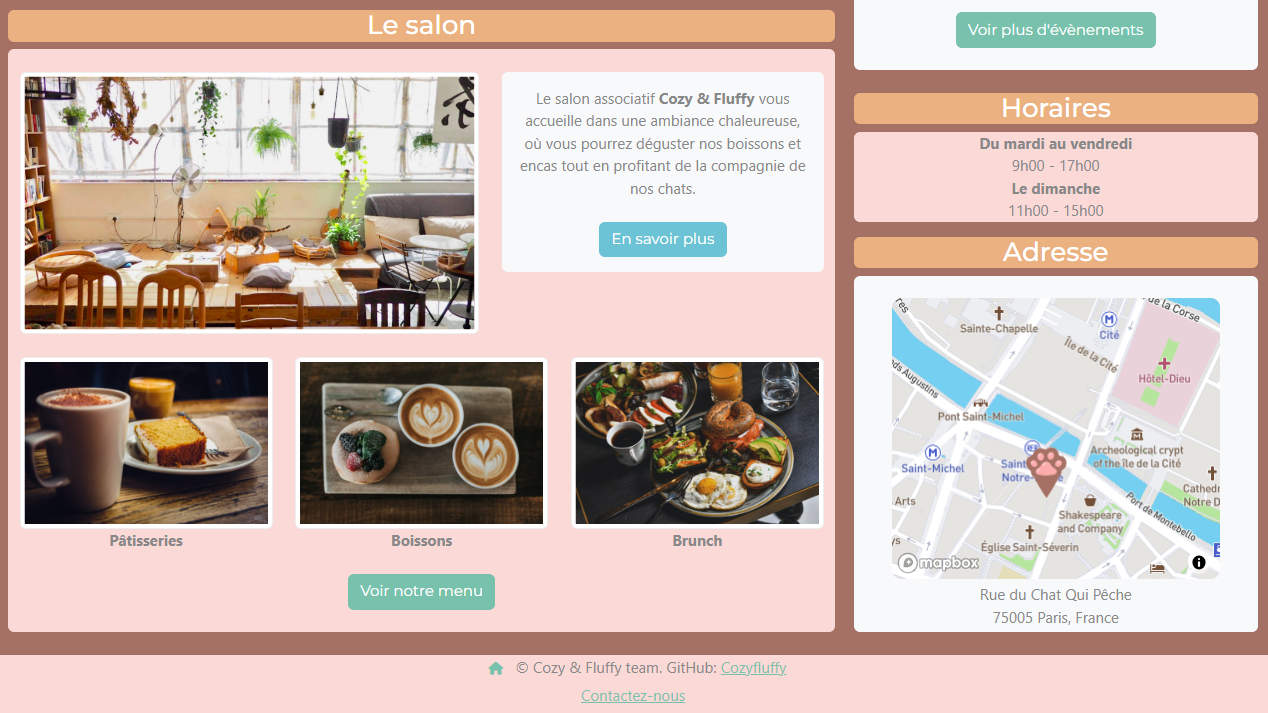 Le salon
Le salon associatif Cozy & Fluffy vous
accueille dans une ambiance chaleureuse,
où vous pourrez déguster nos boissons et
encas tout en profitant de la compagnie de
nos chats.
En savoir plus
Pâtisseries
Boissons
Brunch
Voir notre menu
Voir plus d'évènements
Horaires
Du mardi au vendredi
9h00 - 17h00
Le dimanche
11h00 - 15h00
Adresse
de la Corse
Sainte-Chapelle
Cité
Île de la Cité
Hôtel-Dieu
Augustins
Pont Saint-Michel
Saint-Michel
Archeological crypt
of the île de la Cité
Notre D
Arts
Shakespeare
and Company
Port de Montebello
Église Saint-Séverin
mapbox
Rue du Chat Qui Pêche
75005 Paris, France
© Cozy & Fluffy team. GitHub: Cozyfluffy
Contactez-nous